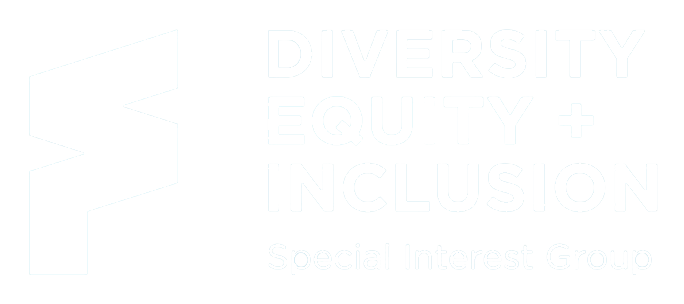 DIVERSITY
EQUITY +
INCLUSION
Special Interest Group